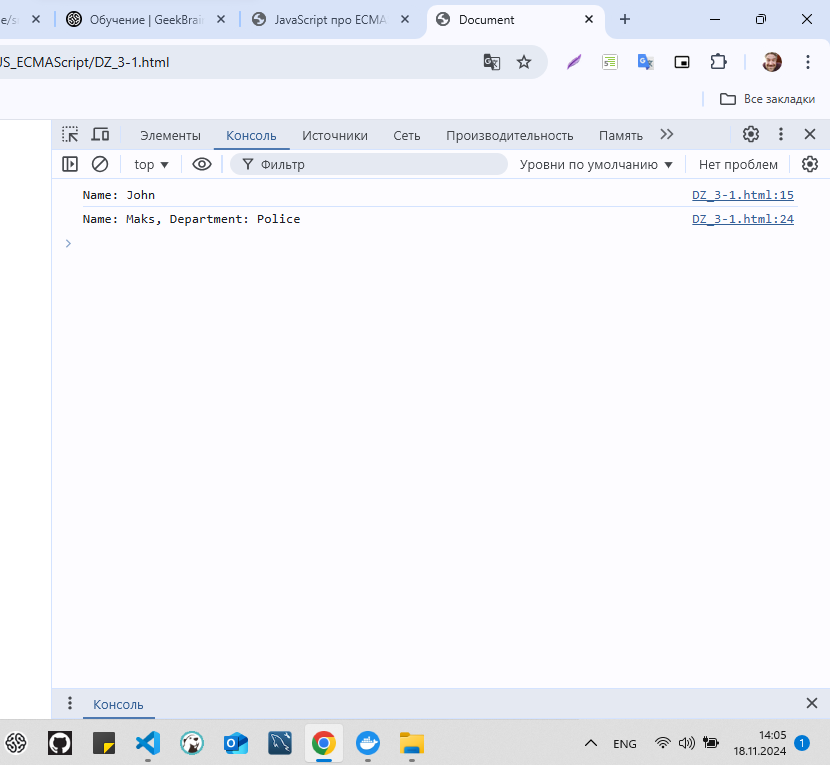 Обучение | GeekBrain
JavaScript про ECMA
Document
JS_ECMAScript/DZ_3-1.html
Все закладки
Элементы Консоль Источники Сеть Производительность Память
top Фильтр Уровни по умолчанию Нет проблем
Name: John DZ_3-1.html:15
Name: Maks, Department: Police DZ_3-1.html:24
Консоль
ENG 14:05
18.11.2024 1